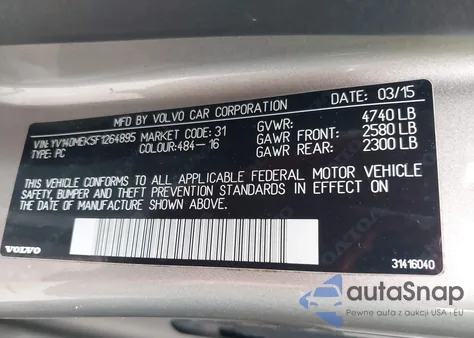 MFD. BY VOLVO CAR CORPORATION DATE: 03/15
VIN: YV140MEK5F1264895 MARKET CODE: 31 GVWR: 4740 LB
TYPE: PC COLOUR: 484-16 GAWR FRONT: 2580 LB
GAWR REAR: 2300 LB
THIS VEHICLE CONFORMS TO ALL APPLICABLE FEDERAL MOTOR VEHICLE
SAFETY, BUMPER AND THEFT PREVENTION STANDARDS IN EFFECT ON
THE DATE OF MANUFACTURE SHOWN ABOVE.
VOLVO 31416040
autoSnap
Pewne auta z aukcji USA i EU